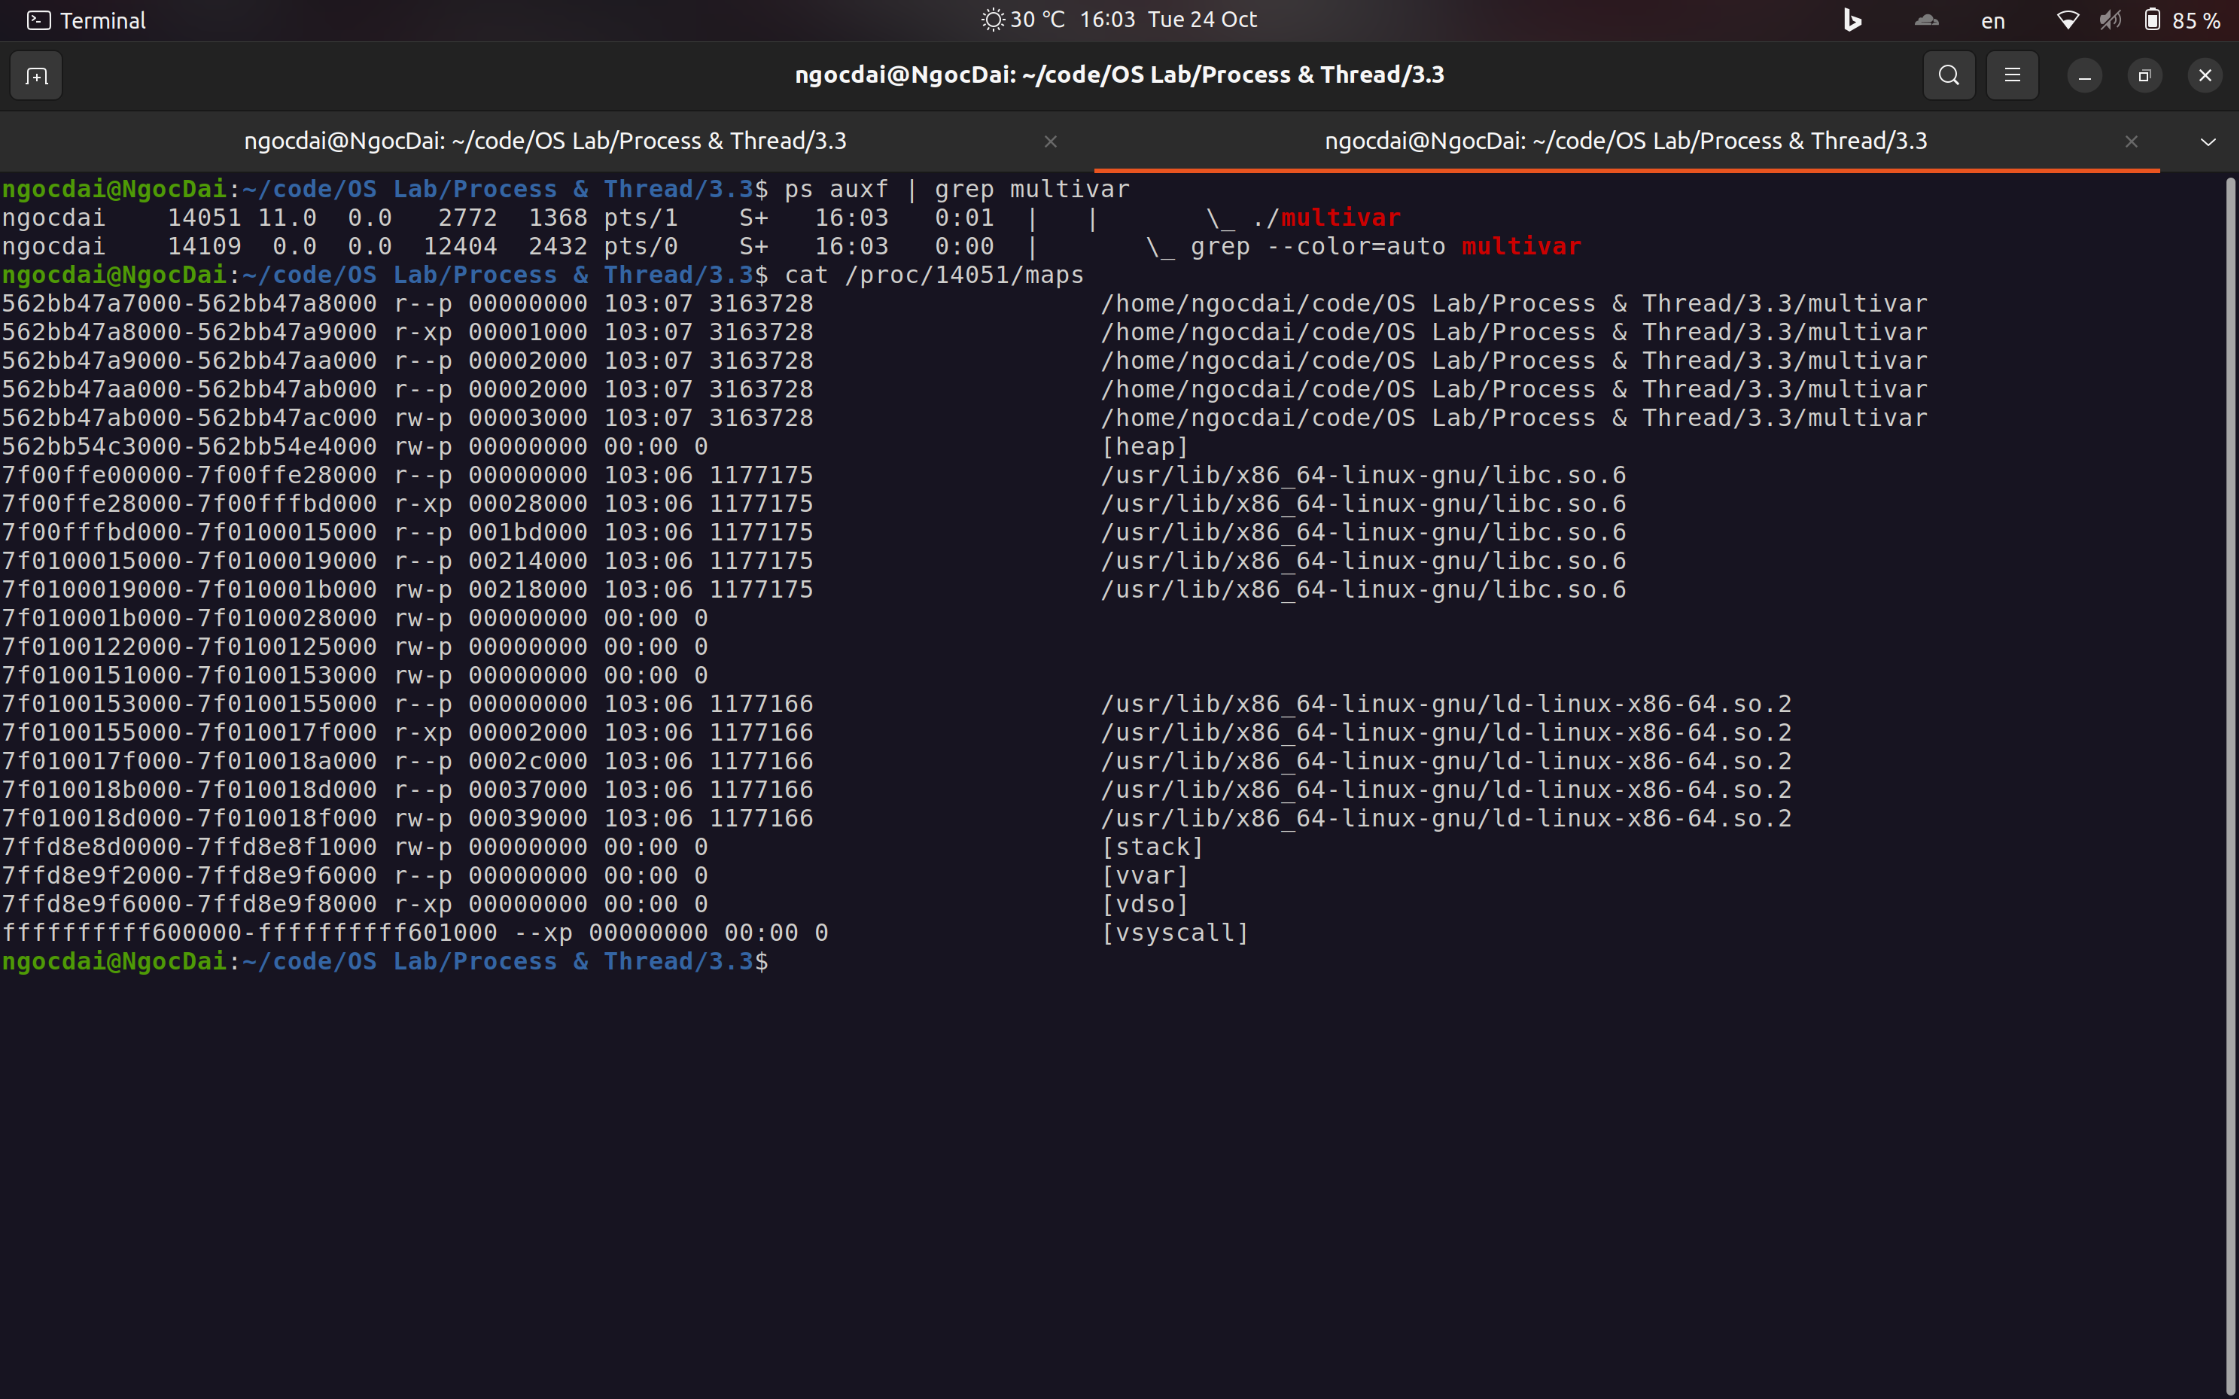 Terminal
30 °C 16:03 Tue 24 Oct
en
85 %
ngocdai@NgocDai: ~/code/OS Lab/Process & Thread/3.3
ngocdai@NgocDai: ~/code/OS Lab/Process & Thread/3.3
ngocdai@NgocDai: ~/code/OS Lab/Process & Thread/3.3
ngocdai@NgocDai:~/code/OS Lab/Process & Thread/3.3$ ps auxf | grep multivar
ngocdai    14051 11.0  0.0   2772  1368 pts/1    S+   16:03   0:01  |   |       \_ ./multivar
ngocdai    14109  0.0  0.0  12404  2432 pts/0    S+   16:03   0:00  |       \_ grep --color=auto multivar
ngocdai@NgocDai:~/code/OS Lab/Process & Thread/3.3$ cat /proc/14051/maps
562bb47a7000-562bb47a8000 r--p 00000000 103:07 3163728                   /home/ngocdai/code/OS Lab/Process & Thread/3.3/multivar
562bb47a8000-562bb47a9000 r-xp 00001000 103:07 3163728                   /home/ngocdai/code/OS Lab/Process & Thread/3.3/multivar
562bb47a9000-562bb47aa000 r--p 00002000 103:07 3163728                   /home/ngocdai/code/OS Lab/Process & Thread/3.3/multivar
562bb47aa000-562bb47ab000 r--p 00002000 103:07 3163728                   /home/ngocdai/code/OS Lab/Process & Thread/3.3/multivar
562bb47ab000-562bb47ac000 rw-p 00003000 103:07 3163728                   /home/ngocdai/code/OS Lab/Process & Thread/3.3/multivar
562bb54c3000-562bb54e4000 rw-p 00000000 00:00 0                          [heap]
7f00ffe00000-7f00ffe28000 r--p 00000000 103:06 1177175                   /usr/lib/x86_64-linux-gnu/libc.so.6
7f00ffe28000-7f00fffbd000 r-xp 00028000 103:06 1177175                   /usr/lib/x86_64-linux-gnu/libc.so.6
7f00fffbd000-7f0100015000 r--p 001bd000 103:06 1177175                   /usr/lib/x86_64-linux-gnu/libc.so.6
7f0100015000-7f0100019000 r--p 00214000 103:06 1177175                   /usr/lib/x86_64-linux-gnu/libc.so.6
7f0100019000-7f010001b000 rw-p 00218000 103:06 1177175                   /usr/lib/x86_64-linux-gnu/libc.so.6
7f010001b000-7f0100028000 rw-p 00000000 00:00 0
7f0100122000-7f0100125000 rw-p 00000000 00:00 0
7f0100151000-7f0100153000 rw-p 00000000 00:00 0
7f0100153000-7f0100155000 r--p 00000000 103:06 1177166                   /usr/lib/x86_64-linux-gnu/ld-linux-x86-64.so.2
7f0100155000-7f010017f000 r-xp 00002000 103:06 1177166                   /usr/lib/x86_64-linux-gnu/ld-linux-x86-64.so.2
7f010017f000-7f010018a000 r--p 0002c000 103:06 1177166                   /usr/lib/x86_64-linux-gnu/ld-linux-x86-64.so.2
7f010018b000-7f010018d000 r--p 00037000 103:06 1177166                   /usr/lib/x86_64-linux-gnu/ld-linux-x86-64.so.2
7f010018d000-7f010018f000 rw-p 00039000 103:06 1177166                   /usr/lib/x86_64-linux-gnu/ld-linux-x86-64.so.2
7ffd8e8d0000-7ffd8e8f1000 rw-p 00000000 00:00 0                          [stack]
7ffd8e9f2000-7ffd8e9f6000 r--p 00000000 00:00 0                          [vvar]
7ffd8e9f6000-7ffd8e9f8000 r-xp 00000000 00:00 0                          [vdso]
ffffffffff600000-ffffffffff601000 --xp 00000000 00:00 0                  [vsyscall]
ngocdai@NgocDai:~/code/OS Lab/Process & Thread/3.3$